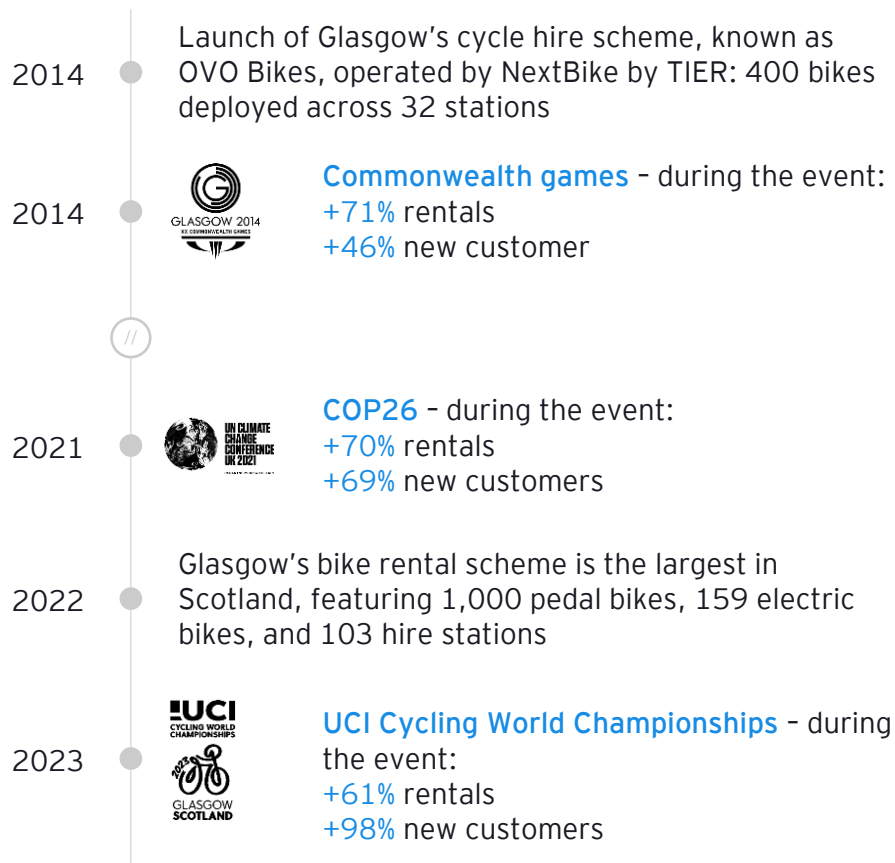 2014
Launch of Glasgow's cycle hire scheme, known as
OVO Bikes, operated by NextBike by TIER: 400 bikes
deployed across 32 stations
2014
G
GLASGOW 2014
XX COMMONWEALTH GAMES
Commonwealth games – during the event:
+71% rentals
+46% new customer
//
2021
UN CLIMATE
CHANGE
CONFERENCE
UK 2021
COP26 – during the event:
+70% rentals
+69% new customers
2022
Glasgow's bike rental scheme is the largest in
Scotland, featuring 1,000 pedal bikes, 159 electric
bikes, and 103 hire stations
2023
UCI
CYCLING WORLD
CHAMPIONSHIPS
2023
GLASGOW
SCOTLAND
UCI Cycling World Championships – during
the event:
+61% rentals
+98% new customers